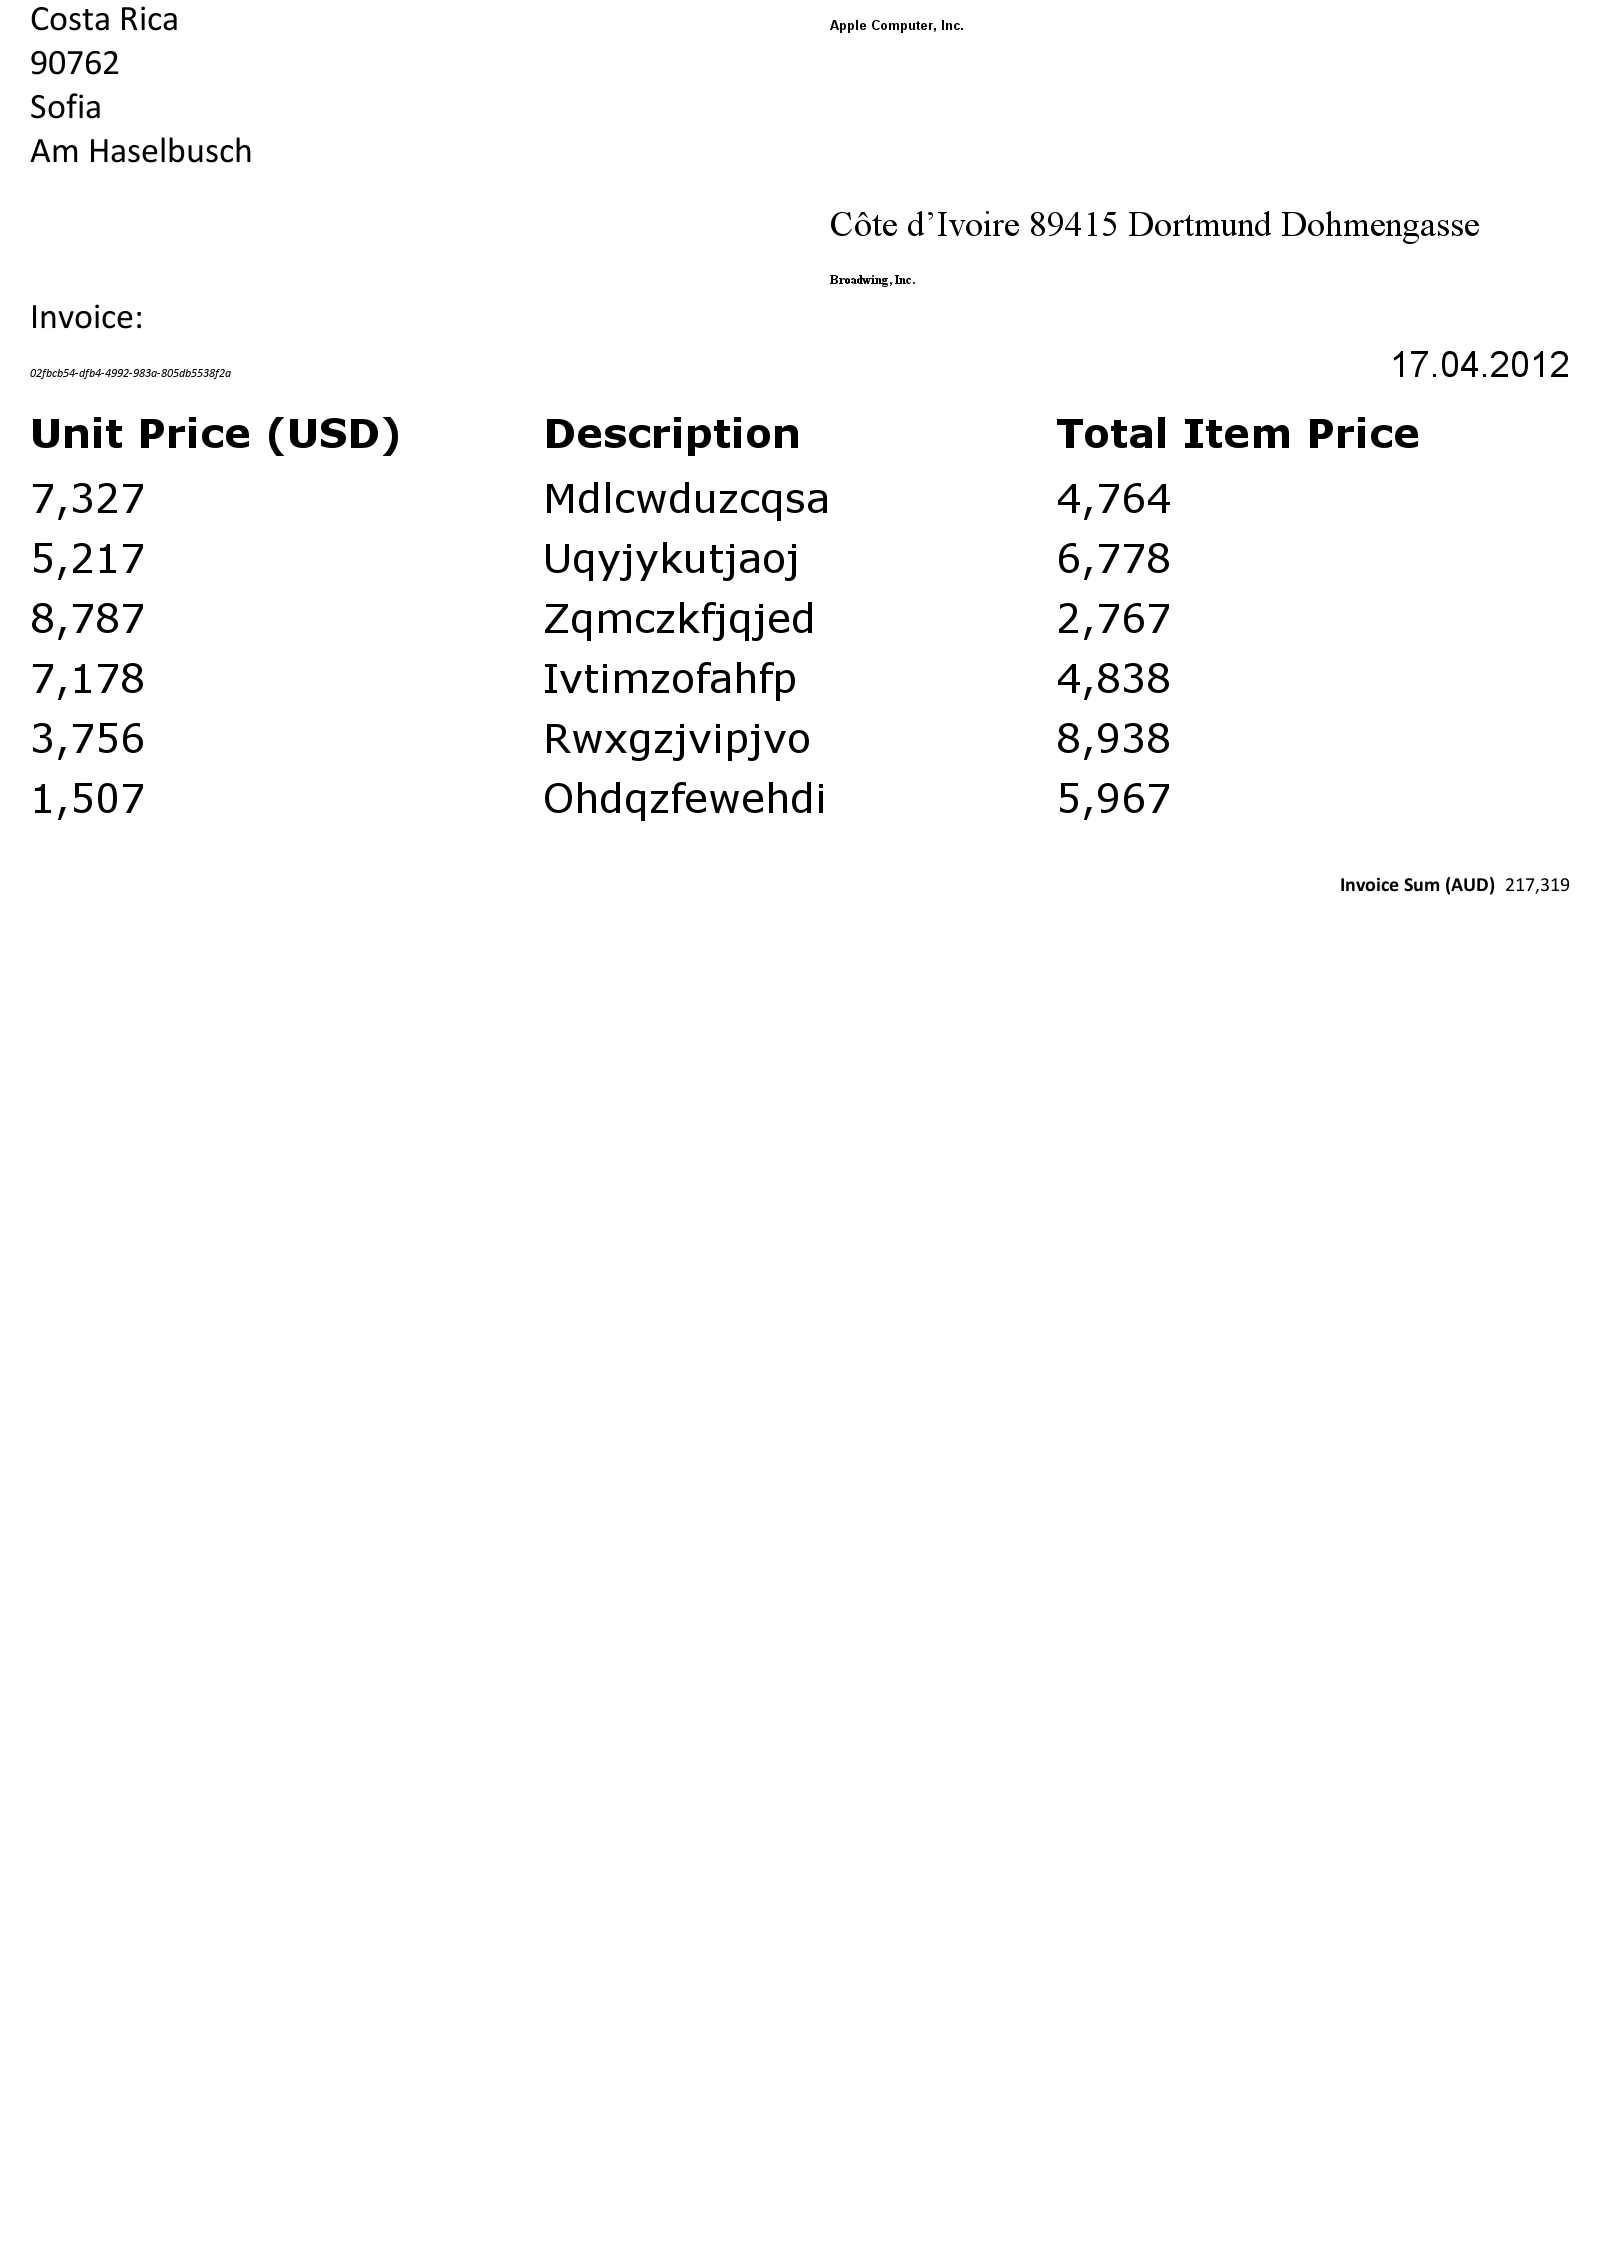 Costa Rica
90762
Sofia
Am Haselbusch
Apple Computer, Inc.
Côte d’Ivoire 89415 Dortmund Dohmengasse
Broadwing, Inc.
Invoice:
02fbcb54-dfb4-4992-983a-805db5538f2a
17.04.2012
Unit Price (USD) Description Total Item Price
7,327 Mdlcwduzcqsa 4,764
5,217 Uqyjykutjaoj 6,778
8,787 Zqmczkfjqjed 2,767
7,178 Ivtimzofahfp 4,838
3,756 Rwxgzjvipjvo 8,938
1,507 Ohdqzfewehdi 5,967
Invoice Sum (AUD) 217,319